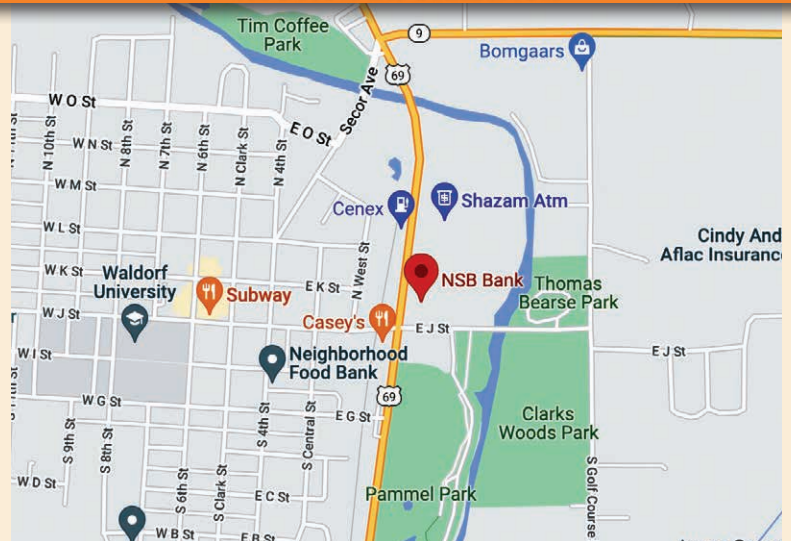 Tim Coffee
Park
9
Bomgaars
69
Secor Ave
W O St
E O St
W N St
N 10th St
N 8th St
N 7th St
N 6th St
N Clark St
N 4th St
W M St
Cenex
Shazam Atm
W L St
Cindy And
Aflac Insuranc
W K St
Waldorf
University
Subway
E K St
N West St
NSB Bank
Thomas
Bearse Park
W J St
Casey's
E J St
E J St
W I St
Neighborhood
Food Bank
69
W G St
E G St
Clarks
Woods Park
S 9th St
S 8th St
S 4th St
S Central St
S 6th St
S Clark St
W D St
E C St
Pammel Park
S Golf Course
W B St
E B St